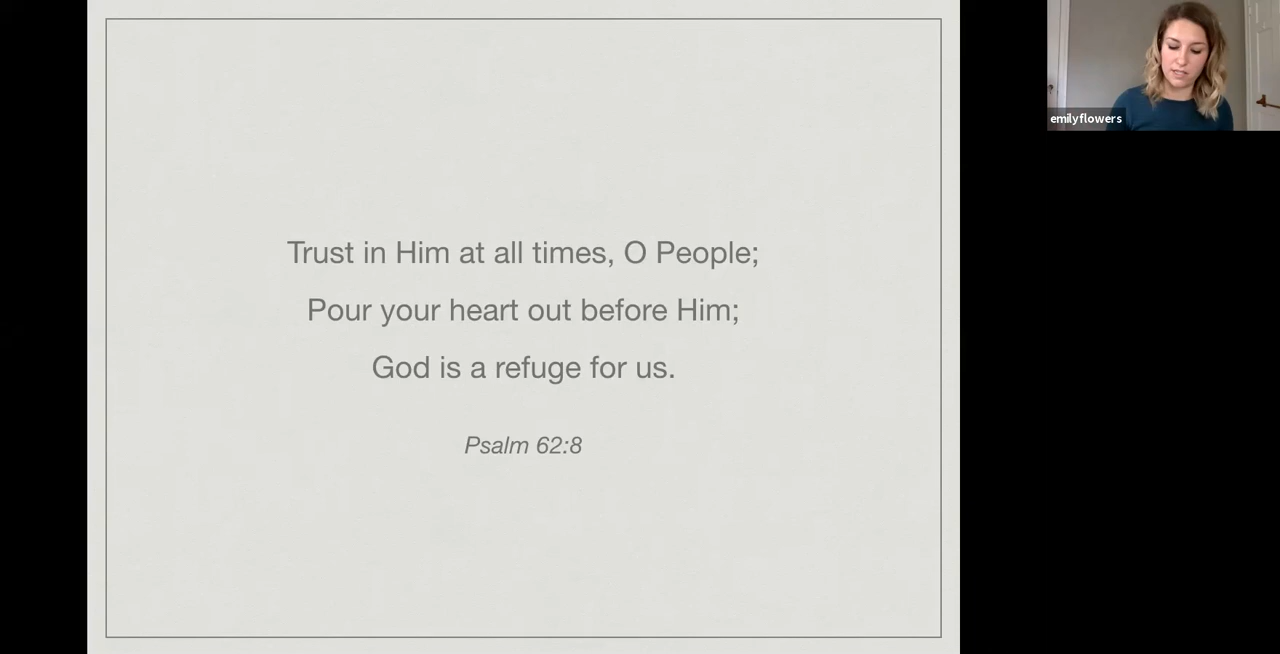 Trust in Him at all times, O People;
Pour your heart out before Him;
God is a refuge for us.
Psalm 62:8
emilyflowers